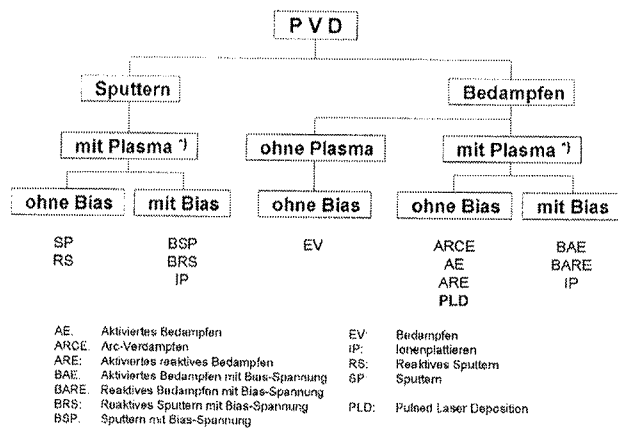 PVD
Sputtern Bedampfen
mit Plasma *) ohne Plasma mit Plasma *)
ohne Bias mit Bias ohne Bias ohne Bias mit Bias
SP BSP EV ARCE BAE
RS BRS AE BARE
IP ARE IP
PLD
AE: Aktiviertes Bedampfen
ARCE: Arc-Verdampfen
ARE: Aktiviertes reaktives Bedampfen
BAE: Aktiviertes Bedampfen mit Bias-Spannung
BARE: Reaktives Bedampfen mit Bias-Spannung
BRS: Reaktives Sputtern mit Bias-Spannung
BSP: Sputtern mit Bias-Spannung
EV: Bedampfen
IP: Ionenplattieren
RS: Reaktives Sputtern
SP Sputtern
PLD: Pulsed Laser Deposition